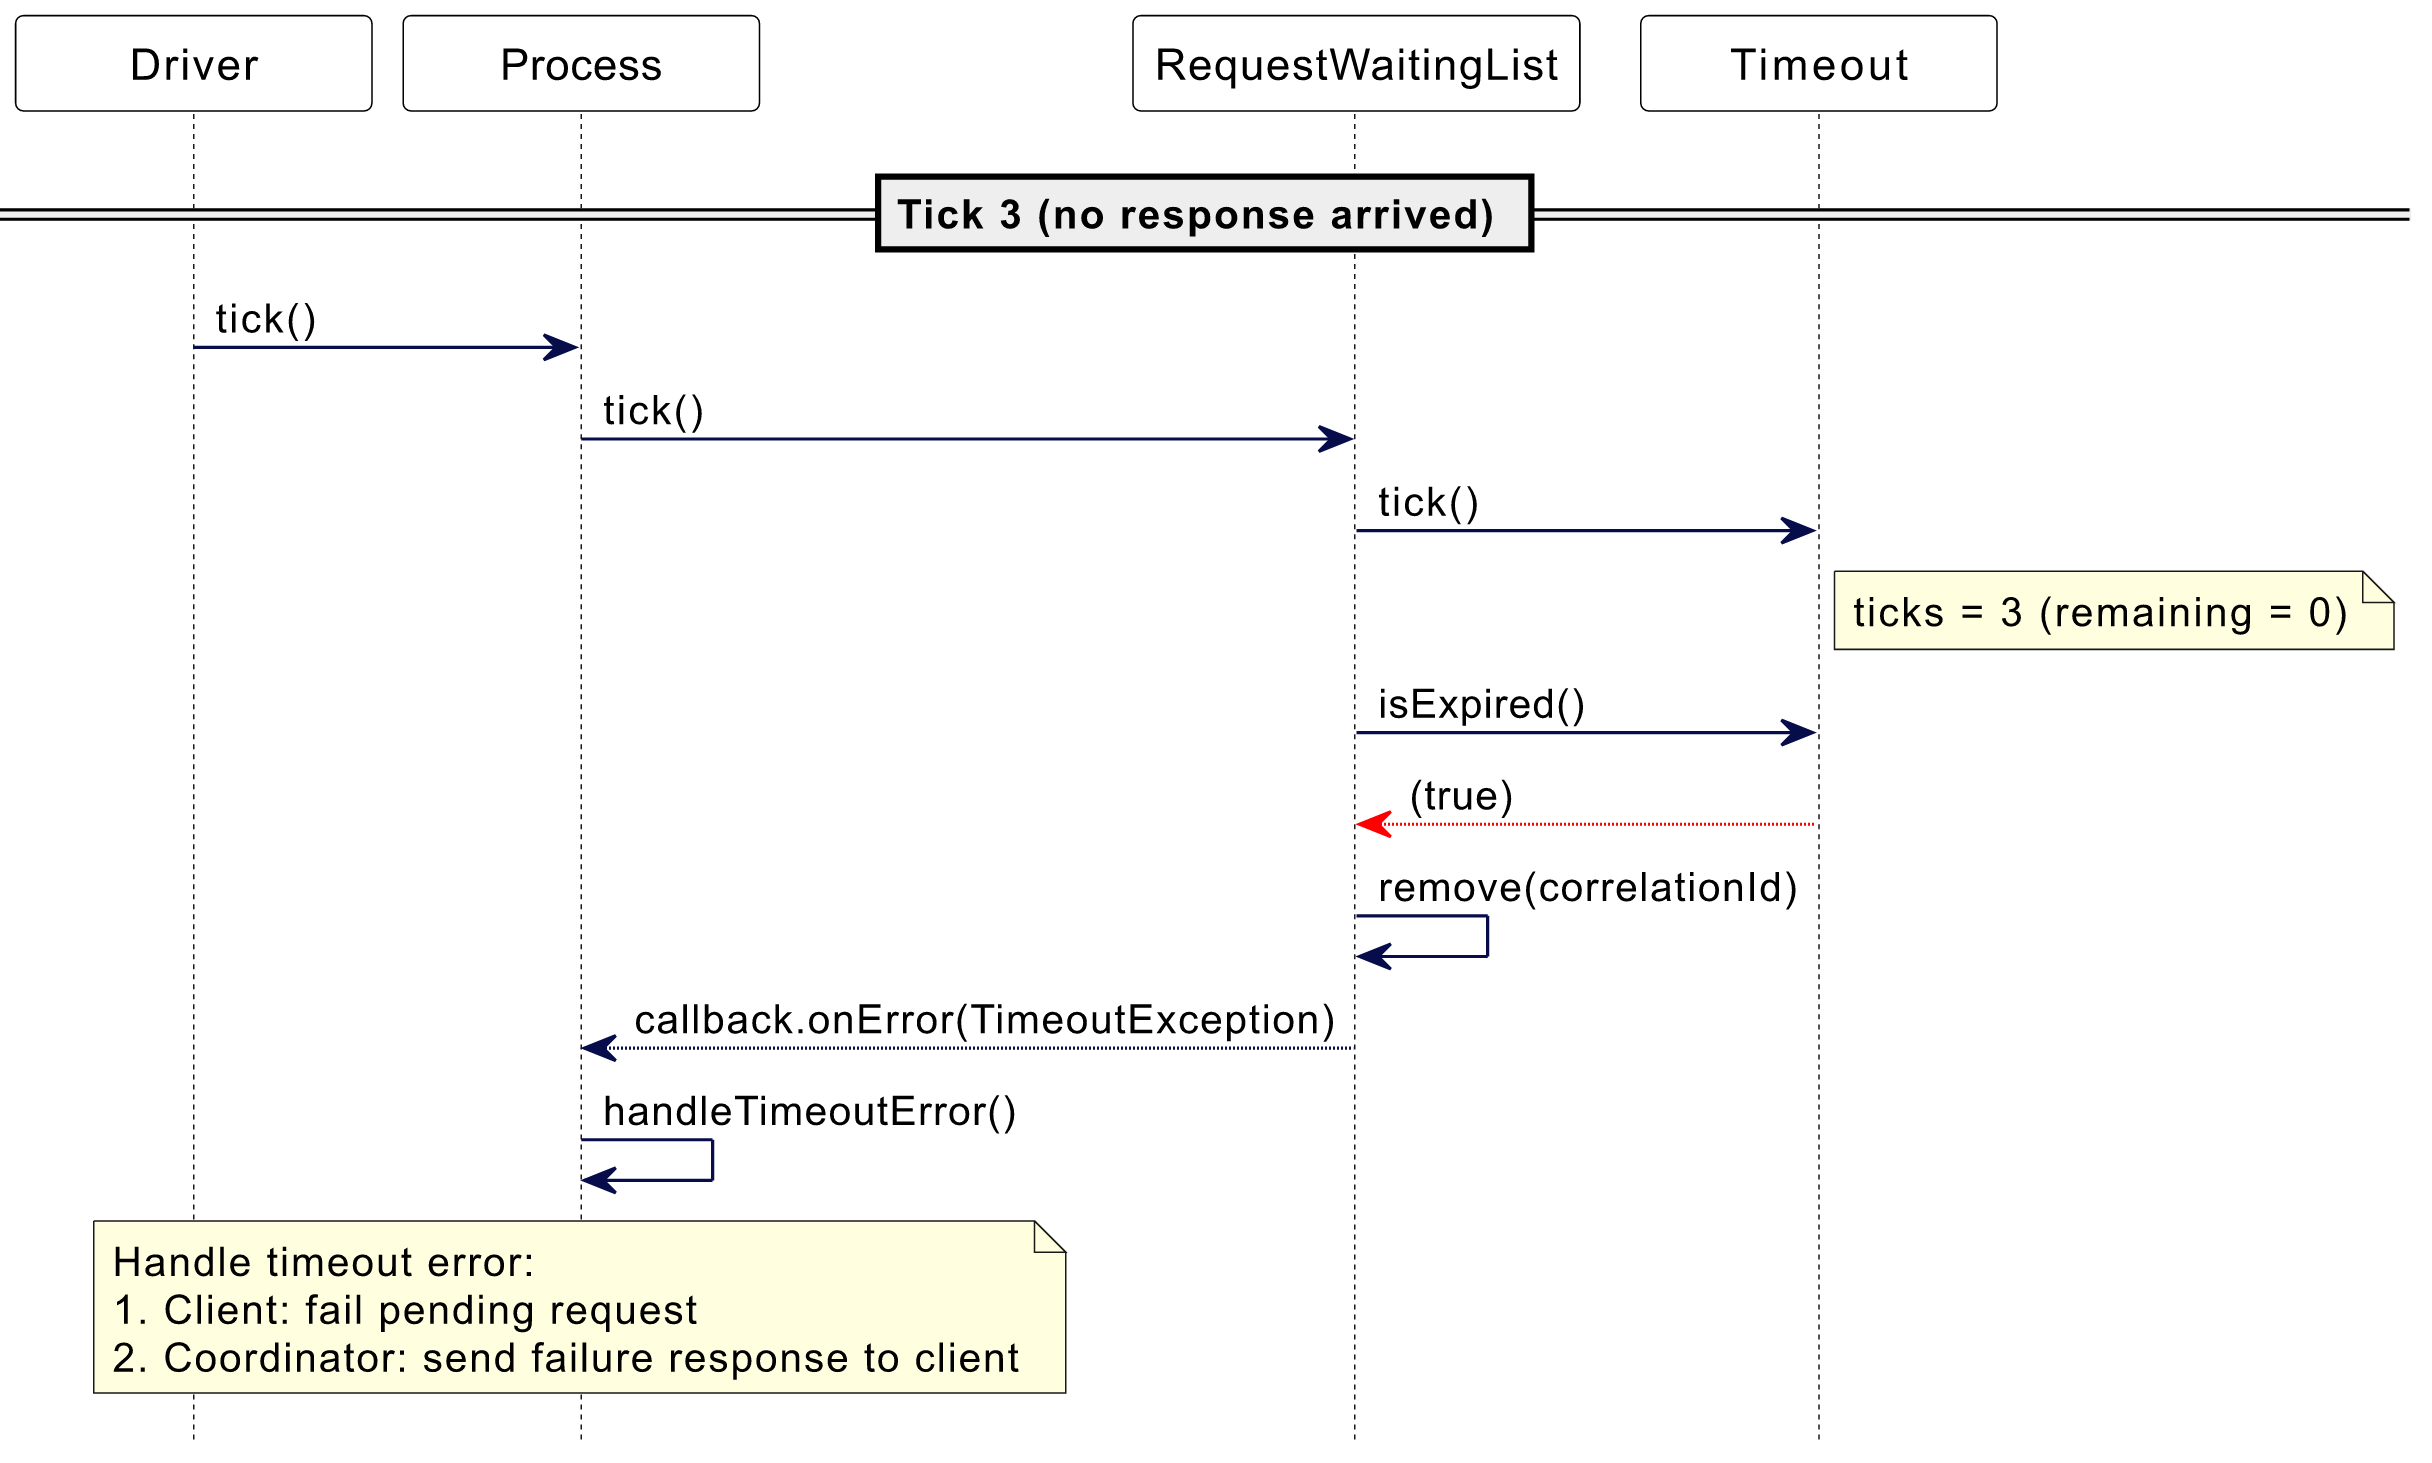 Driver
Process
RequestWaitingList
Timeout
Tick 3 (no response arrived)
tick()
tick()
tick()
ticks = 3 (remaining = 0)
isExpired()
(true)
remove(correlationId)
callback.onError(TimeoutException)
handleTimeoutError()
Handle timeout error:
1. Client: fail pending request
2. Coordinator: send failure response to client